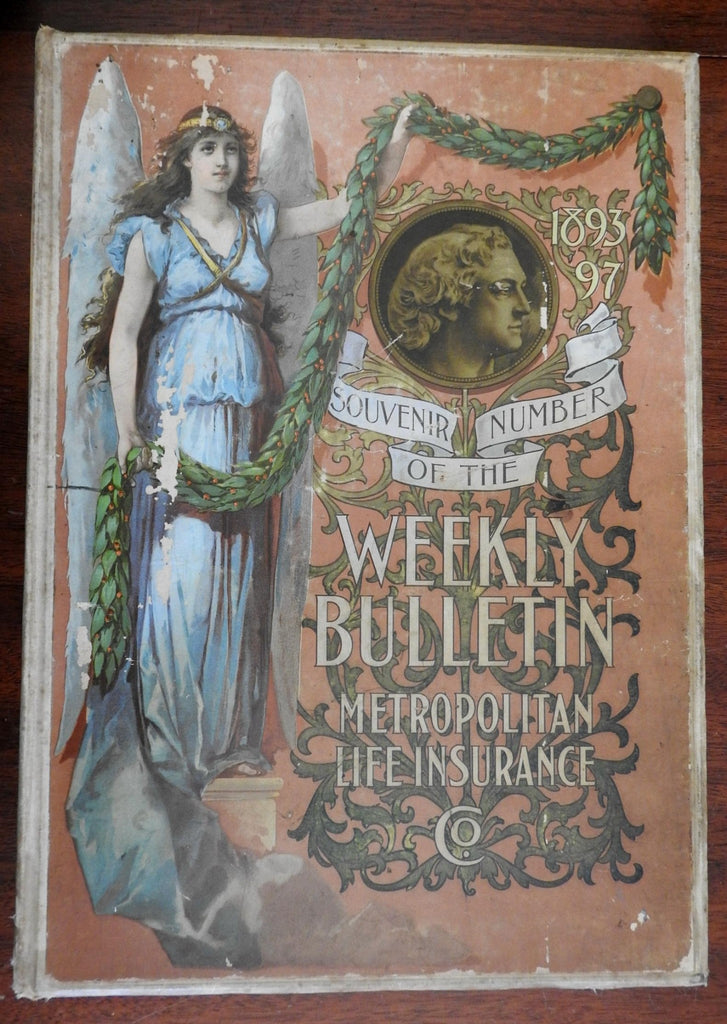 1893
97
SOUVENIR NUMBER
OF THE
WEEKLY
BULLETIN
METROPOLITAN
LIFE INSURANCE
Co.